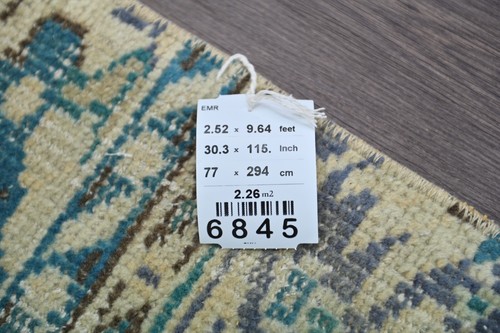 EMR
2.52 x 9.64 feet
30.3 x 115. Inch
77 x 294 cm
2.26 m2
6845